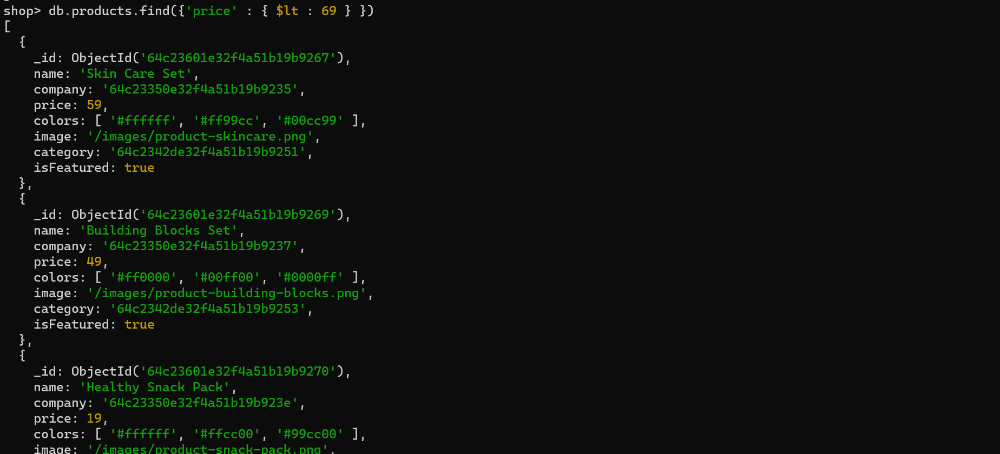 shop> db.products.find({'price' : { $lt : 69 } })
[
  {
    _id: ObjectId('64c23601e32f4a51b19b9267'),
    name: 'Skin Care Set',
    company: '64c23350e32f4a51b19b9235',
    price: 59,
    colors: [ '#ffffff', '#ff99cc', '#00cc99' ],
    image: '/images/product-skincare.png',
    category: '64c2342de32f4a51b19b9251',
    isFeatured: true
  },
  {
    _id: ObjectId('64c23601e32f4a51b19b9269'),
    name: 'Building Blocks Set',
    company: '64c23350e32f4a51b19b9237',
    price: 49,
    colors: [ '#ff0000', '#00ff00', '#0000ff' ],
    image: '/images/product-building-blocks.png',
    category: '64c2342de32f4a51b19b9253',
    isFeatured: true
  },
  {
    _id: ObjectId('64c23601e32f4a51b19b9270'),
    name: 'Healthy Snack Pack',
    company: '64c23350e32f4a51b19b923e',
    price: 19,
    colors: [ '#ffffff', '#ffcc00', '#99cc00' ],
    image: '/images/product-snack-pack.png',